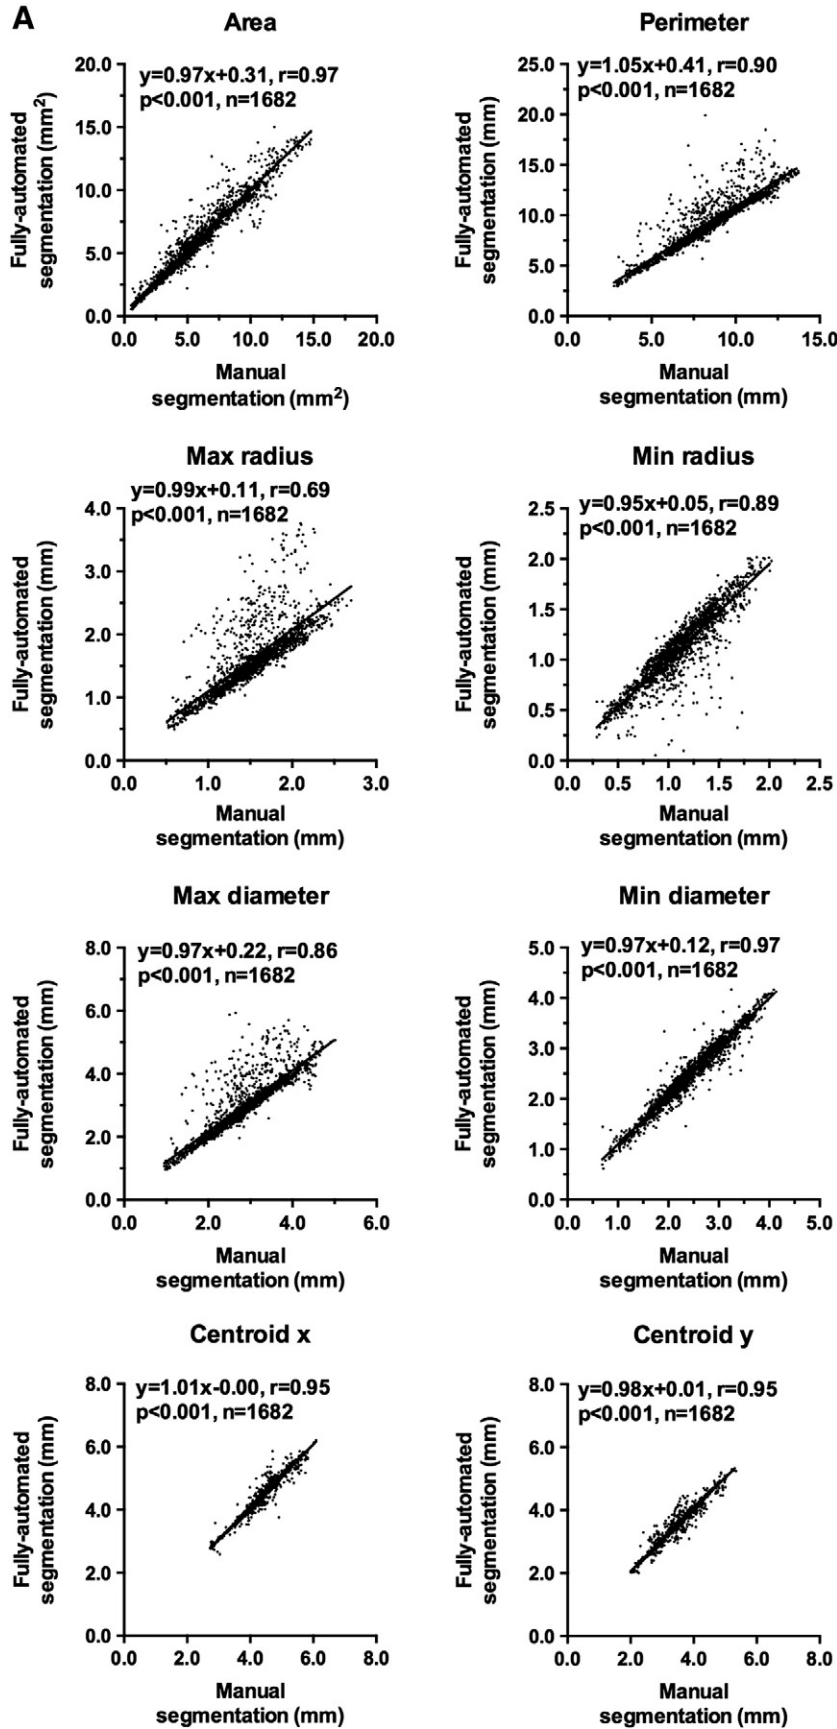 A
Area
20.0
15.0
10.0
5.0
0.0
y=0.97x+0.31, r=0.97
p<0.001, n=1682
Fully-automated
segmentation (mm²)
0.0 5.0 10.0 15.0 20.0
Manual
segmentation (mm²)
Perimeter
25.0
20.0
15.0
10.0
5.0
0.0
y=1.05x+0.41, r=0.90
p<0.001, n=1682
Fully-automated
segmentation (mm)
0.0 5.0 10.0 15.0
Manual
segmentation (mm)
Max radius
y=0.99x+0.11, r=0.69
p<0.001, n=1682
4.0
3.0
2.0
1.0
0.0
Fully-automated
segmentation (mm)
0.0 1.0 2.0 3.0
Manual
segmentation (mm)
Min radius
y=0.95x+0.05, r=0.89
p<0.001, n=1682
2.5
2.0
1.5
1.0
0.5
0.0
Fully-automated
segmentation (mm)
0.0 0.5 1.0 1.5 2.0 2.5
Manual
segmentation (mm)
Max diameter
8.0
6.0
4.0
2.0
0.0
y=0.97x+0.22, r=0.86
p<0.001, n=1682
Fully-automated
segmentation (mm)
0.0 2.0 4.0 6.0
Manual
segmentation (mm)
Min diameter
5.0
4.0
3.0
2.0
1.0
0.0
y=0.97x+0.12, r=0.97
p<0.001, n=1682
Fully-automated
segmentation (mm)
0.0 1.0 2.0 3.0 4.0 5.0
Manual
segmentation (mm)
Centroid x
8.0
6.0
4.0
2.0
0.0
y=1.01x-0.00, r=0.95
p<0.001, n=1682
Fully-automated
segmentation (mm)
0.0 2.0 4.0 6.0 8.0
Manual
segmentation (mm)
Centroid y
8.0
6.0
4.0
2.0
0.0
y=0.98x+0.01, r=0.95
p<0.001, n=1682
Fully-automated
segmentation (mm)
0.0 2.0 4.0 6.0 8.0
Manual
segmentation (mm)